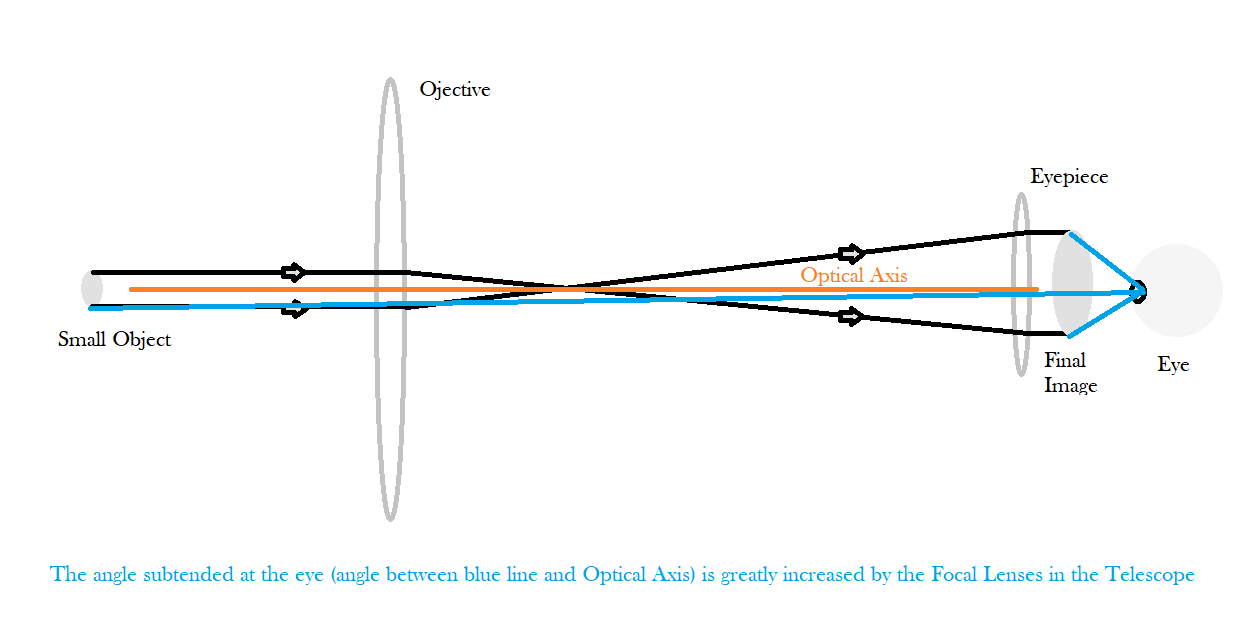 Ojective
Eyepiece
Optical Axis
Small Object
Final
Image
Eye
The angle subtended at the eye (angle between blue line and Optical Axis) is greatly increased by the Focal Lenses in the Telescope